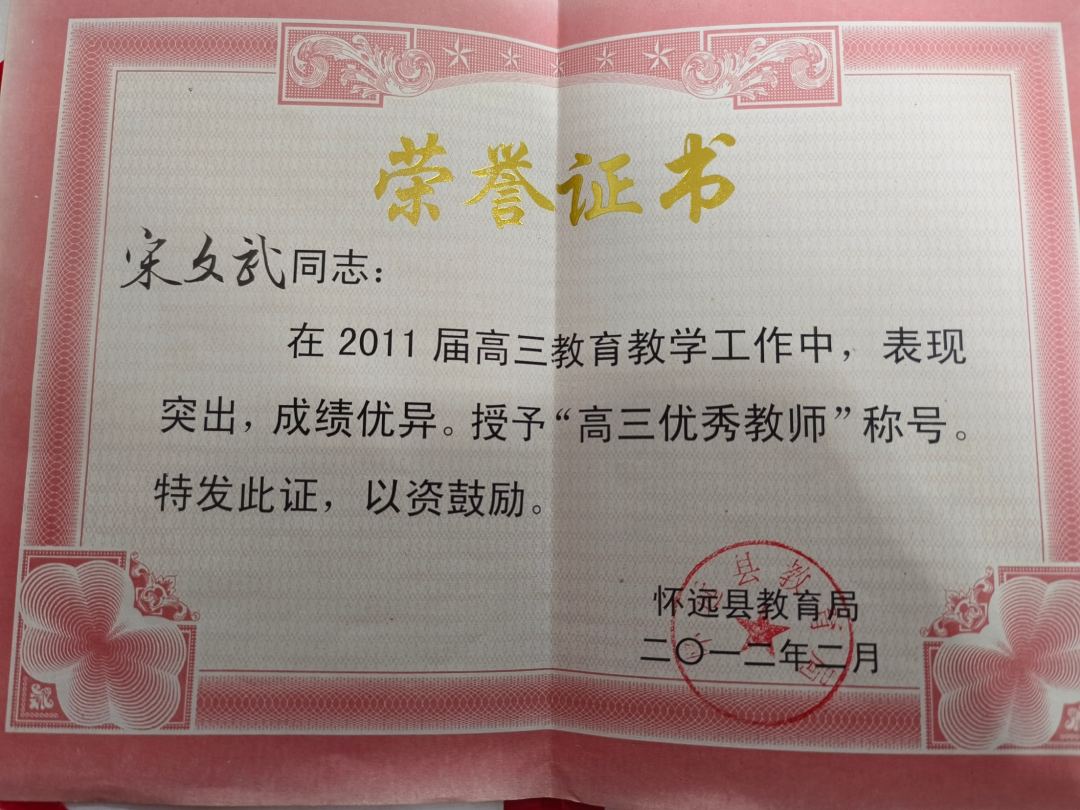 荣誉证书
宋文武同志：
在2011届高三教育教学工作中，表现
突出，成绩优异。授予“高三优秀教师”称号。
特发此证，以资鼓励。
怀远县教育局
二〇一二年二月